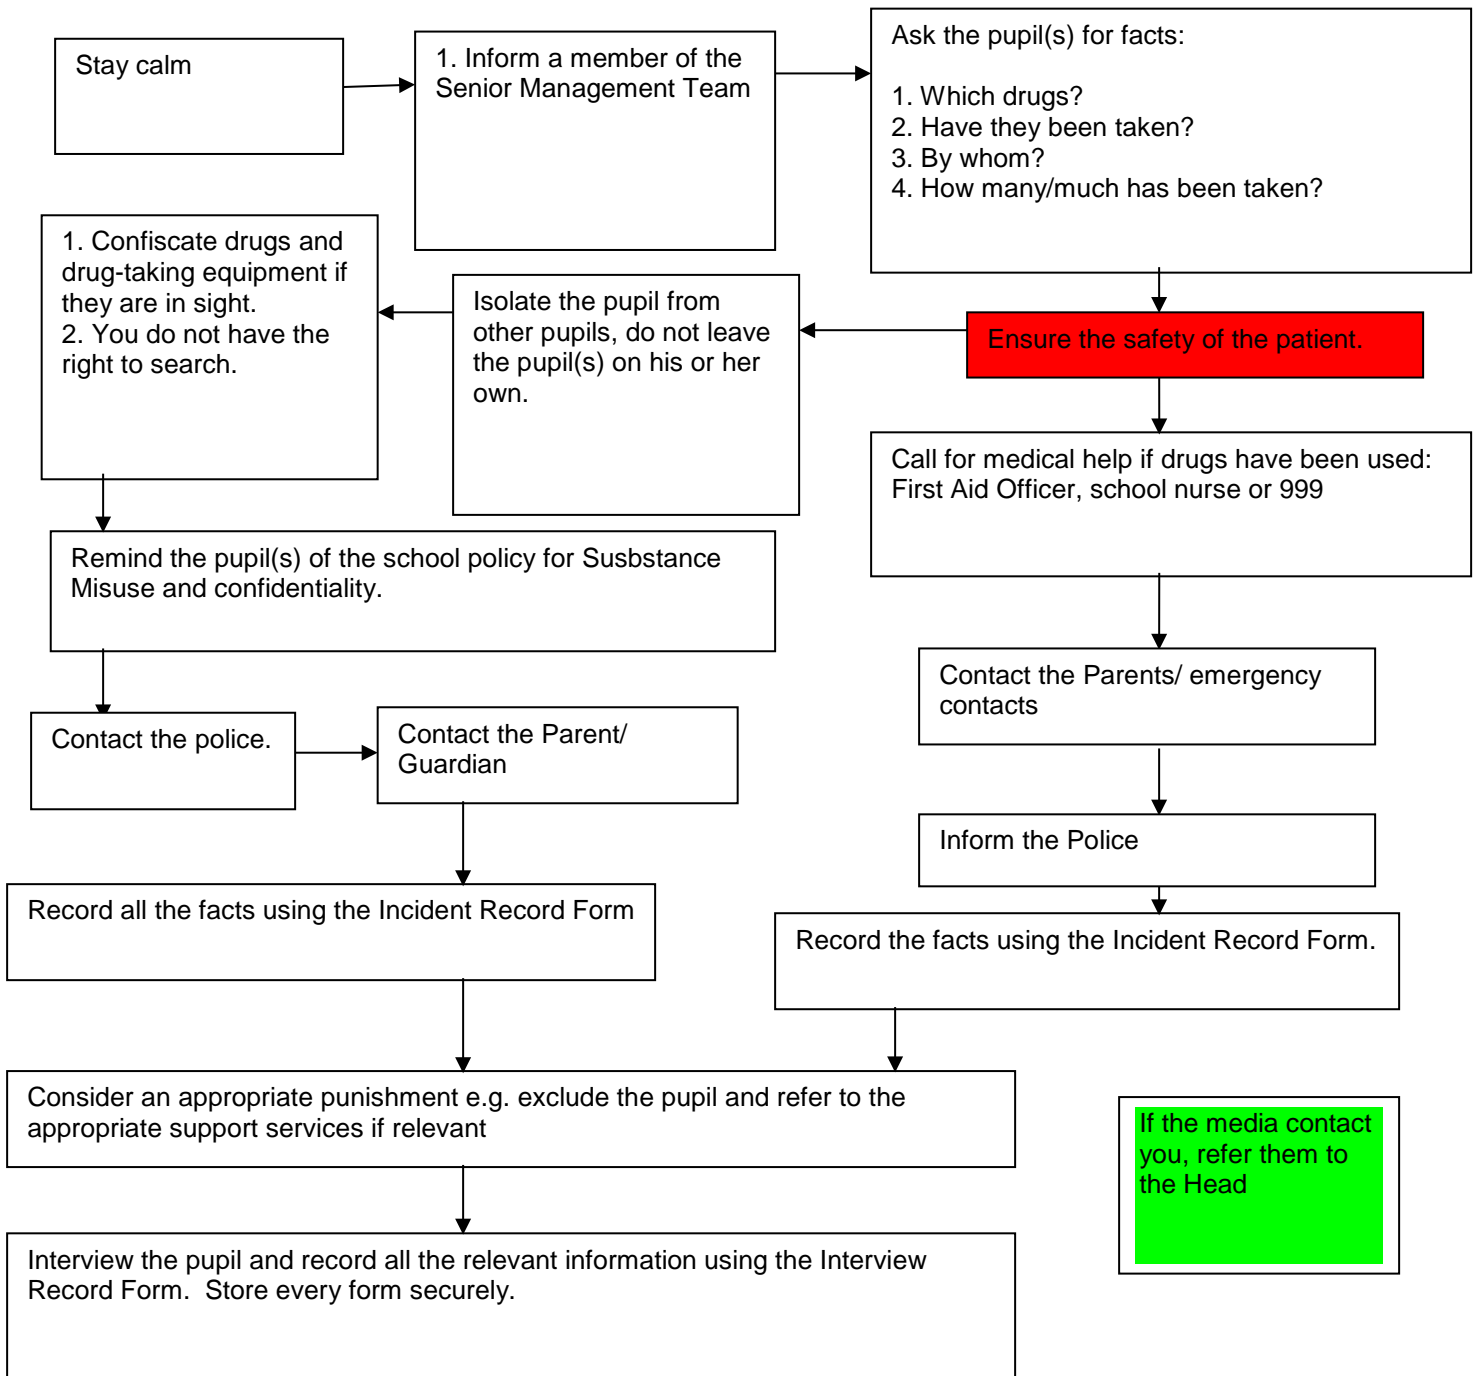 Stay calm
1. Inform a member of the
Senior Management Team
Ask the pupil(s) for facts:
1. Which drugs?
2. Have they been taken?
3. By whom?
4. How many/much has been taken?
1. Confiscate drugs and
drug-taking equipment if
they are in sight.
2. You do not have the
right to search.
Isolate the pupil from
other pupils, do not leave
the pupil(s) on his or her
own.
Ensure the safety of the patient.
Call for medical help if drugs have been used:
First Aid Officer, school nurse or 999
Remind the pupil(s) of the school policy for Susbstance
Misuse and confidentiality.
Contact the Parents/ emergency
contacts
Contact the police.
Contact the Parent/
Guardian
Inform the Police
Record all the facts using the Incident Record Form
Record the facts using the Incident Record Form.
Consider an appropriate punishment e.g. exclude the pupil and refer to the
appropriate support services if relevant
If the media contact
you, refer them to
the Head
Interview the pupil and record all the relevant information using the Interview
Record Form.  Store every form securely.